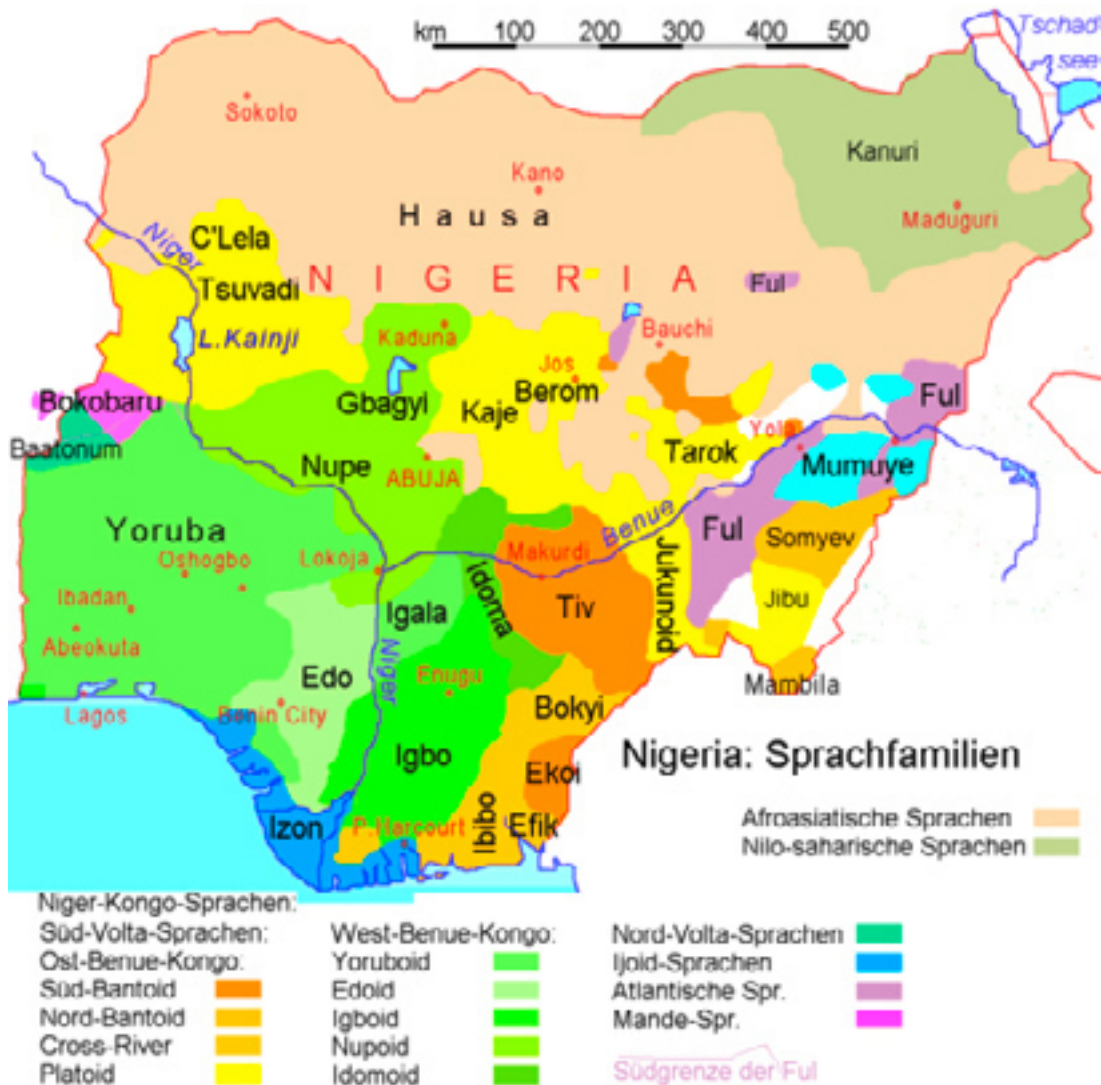 km 100 200 300 400 500
Tschad-
see
Sokoto
Kanuri
Kano
Hausa
Maduguri
Niger
C'Lela
NIGERIA
Ful
Tsuvadi
L.Kainji
Kaduna
Bauchi
Jos
Bokobaru
Gbagyi
Berom
Ful
Kaje
Baatonum
Yola
Tarok
Mumuye
Nupe
ABUJA
Yoruba
Benue
Ful
Somyev
Oshogbo
Lokoja
Makurdi
Idoma
Jukunoid
Ibadan
Igala
Tiv
Jibu
Abeokuta
Niger
Edo
Enugu
Mambila
Lagos
Benin City
Bokyi
Igbo
Nigeria: Sprachfamilien
Ekoi
Izon
P.Harcourt
Ibibo
Efik
Afroasiatische Sprachen
Nilo-saharische Sprachen
Niger-Kongo-Sprachen:
Süd-Volta-Sprachen:
Ost-Benue-Kongo:
Süd-Bantoid
Nord-Bantoid
Cross-River
Platoid
West-Benue-Kongo:
Yoruboid
Edoid
Igboid
Nupoid
Idomoid
Nord-Volta-Sprachen
Ijoid-Sprachen
Atlantische Spr.
Mande-Spr.
Südgrenze der Ful